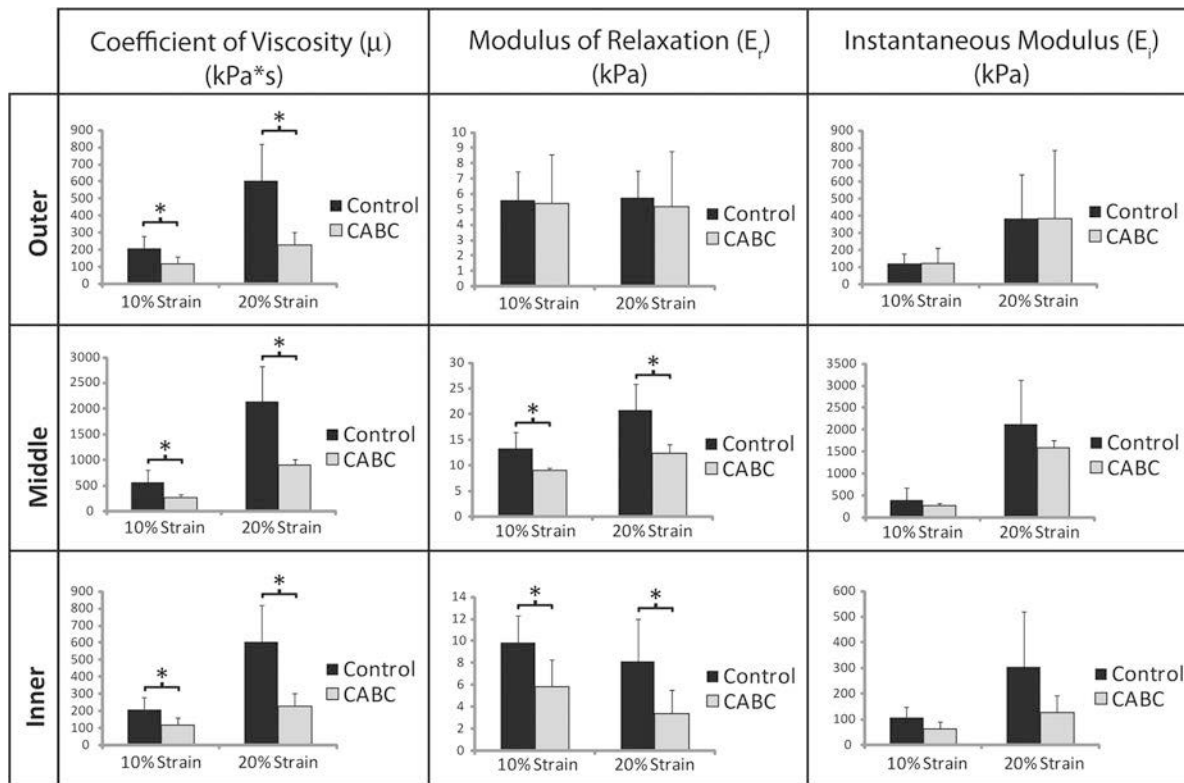 Coefficient of Viscosity (μ)
(kPa*s)
Modulus of Relaxation (Er)
(kPa)
Instantaneous Modulus (Ei)
(kPa)
Outer
900
800
700
600
500
400
300
200
100
0
*
*
10% Strain
20% Strain
Control
CABC
10
9
8
7
6
5
4
3
2
1
0
10% Strain
20% Strain
Control
CABC
900
800
700
600
500
400
300
200
100
0
10% Strain
20% Strain
Control
CABC
Middle
3000
2500
2000
1500
1000
500
0
*
*
10% Strain
20% Strain
Control
CABC
30
25
20
15
10
5
0
*
*
10% Strain
20% Strain
Control
CABC
3500
3000
2500
2000
1500
1000
500
0
10% Strain
20% Strain
Control
CABC
Inner
900
800
700
600
500
400
300
200
100
0
*
*
10% Strain
20% Strain
Control
CABC
14
12
10
8
6
4
2
0
*
*
10% Strain
20% Strain
Control
CABC
600
500
400
300
200
100
0
10% Strain
20% Strain
Control
CABC